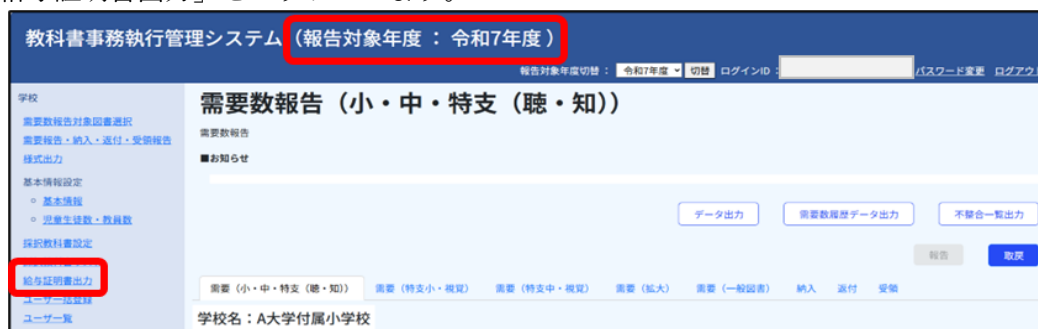 教科書事務執行管理システム（報告対象年度 ： 令和7年度 ）
報告対象年度切替 ： 令和7年度 切替 ログインID ： パスワード変更 ログアウト
学校
需要数報告対象図書選択
需要報告・納入・返付・受領報告
様式出力
基本情報設定
基本情報
児童生徒数・教員数
採択教科書設定
給与証明書出力
ユーザー一覧
需要数報告（小・中・特支（聴・知））
需要数報告
■お知らせ
データ出力 需要数履歴データ出力 不整合一覧出力
報告 取戻
需要（小・中・特支（聴・知）） 需要（特支小・視覚） 需要（特支中・視覚） 需要（拡大） 需要（一般図書） 納入 返付 受領
学校名：A大学付属小学校